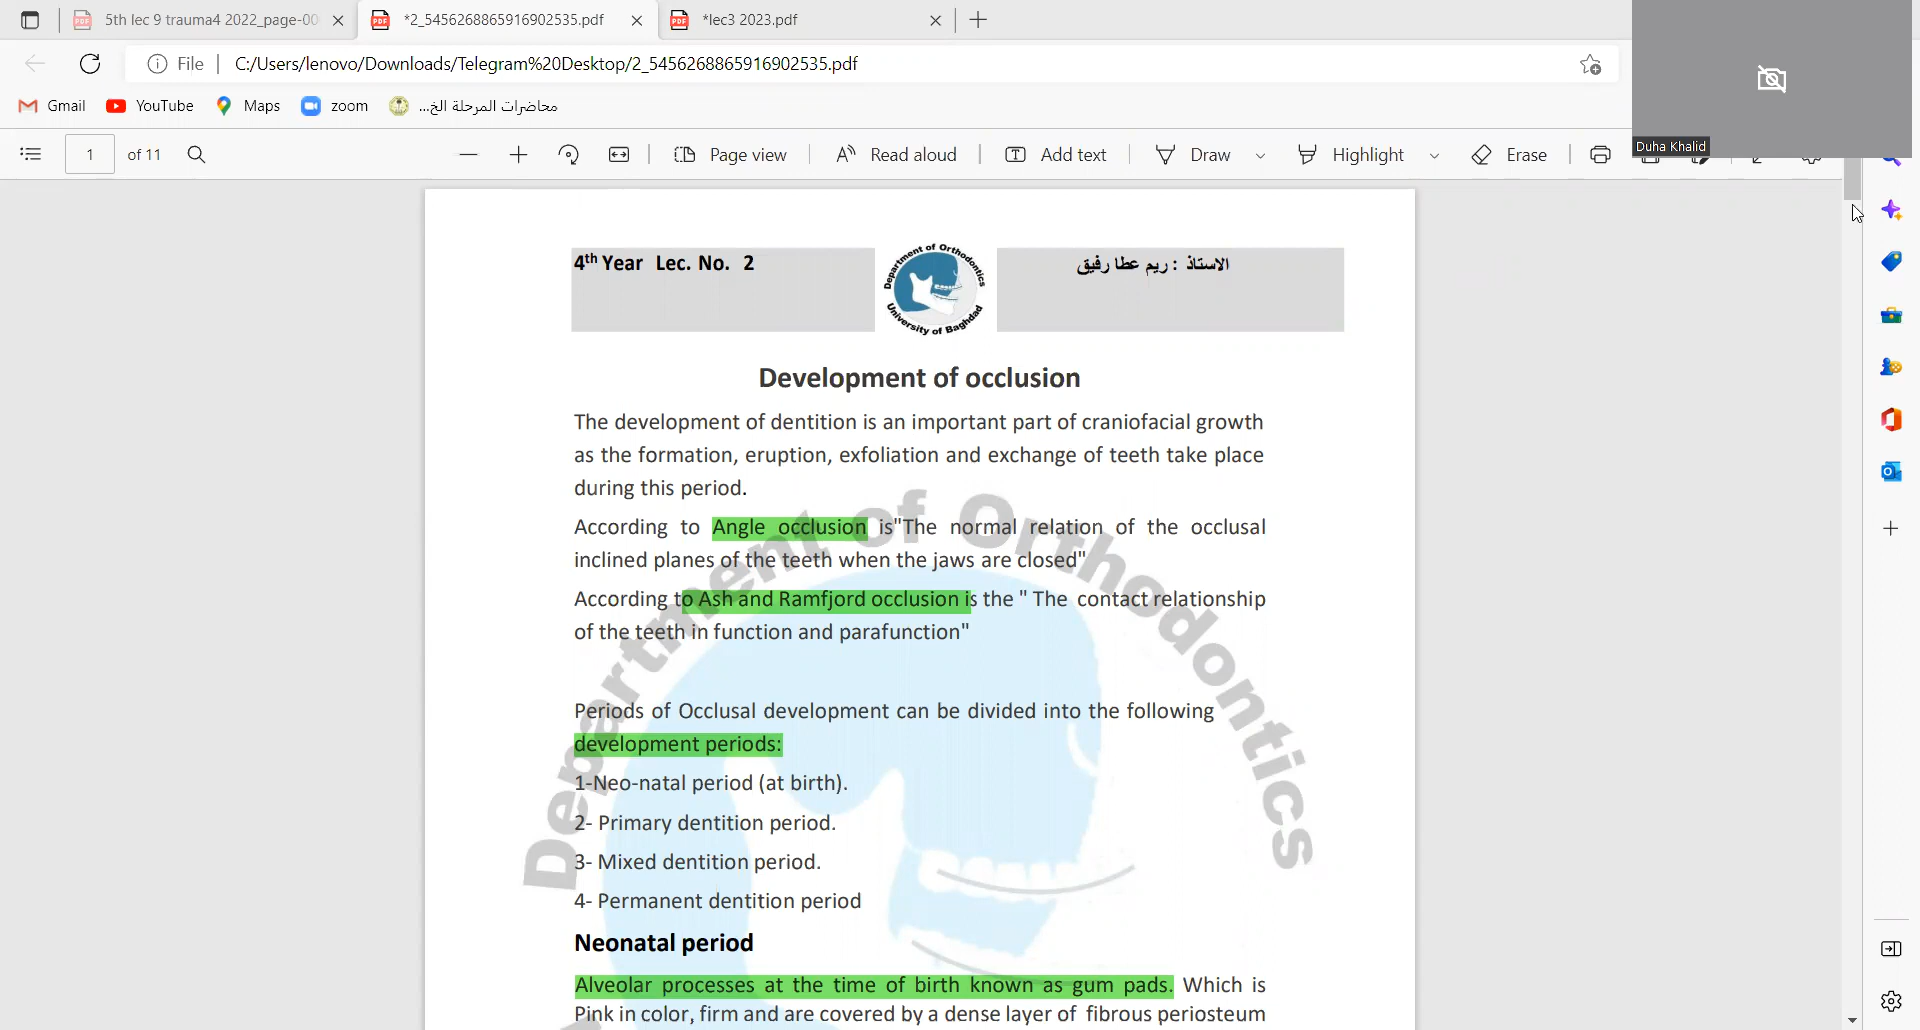 5th lec 9 trauma4 2022_page-00
*2_5456268865916902535.pdf
*lec3 2023.pdf
File
C:/Users/lenovo/Downloads/Telegram%20Desktop/2_5456268865916902535.pdf
Gmail
YouTube
Maps
zoom
محاضرات المرحلة الخ...
Duha Khalid
1
of 11
Page view
Read aloud
Add text
Draw
Highlight
Erase
4th Year Lec. No. 2
Department of Orthodontics
University of Baghdad
الاستاذ : ريم عطا رفيق
Development of occlusion
The development of dentition is an important part of craniofacial growth
as the formation, eruption, exfoliation and exchange of teeth take place
during this period.
According to Angle occlusion is"The normal relation of the occlusal
inclined planes of the teeth when the jaws are closed"
According to Ash and Ramfjord occlusion is the " The contact relationship
of the teeth in function and parafunction"
Periods of Occlusal development can be divided into the following
development periods:
1-Neo-natal period (at birth).
2- Primary dentition period.
3- Mixed dentition period.
4- Permanent dentition period
Neonatal period
Alveolar processes at the time of birth known as gum pads. Which is
Pink in color, firm and are covered by a dense layer of fibrous periosteum
Department of Orthodontics